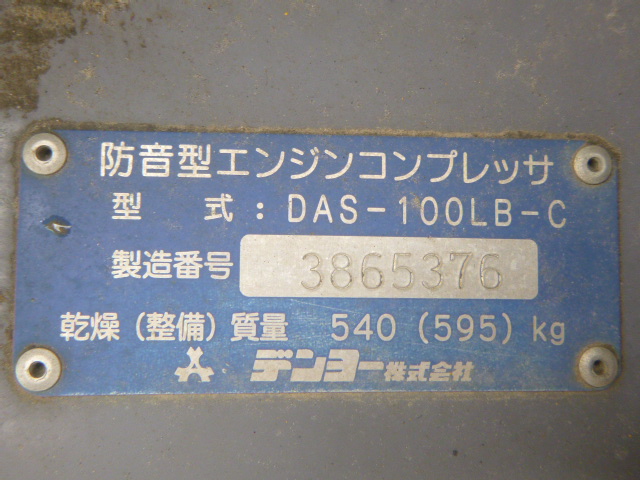 防音型エンジンコンプレッサ
型　式：DAS-100LB-C
製造番号 3865376
乾燥（整備）質量　540（595）kg
デンヨー株式会社